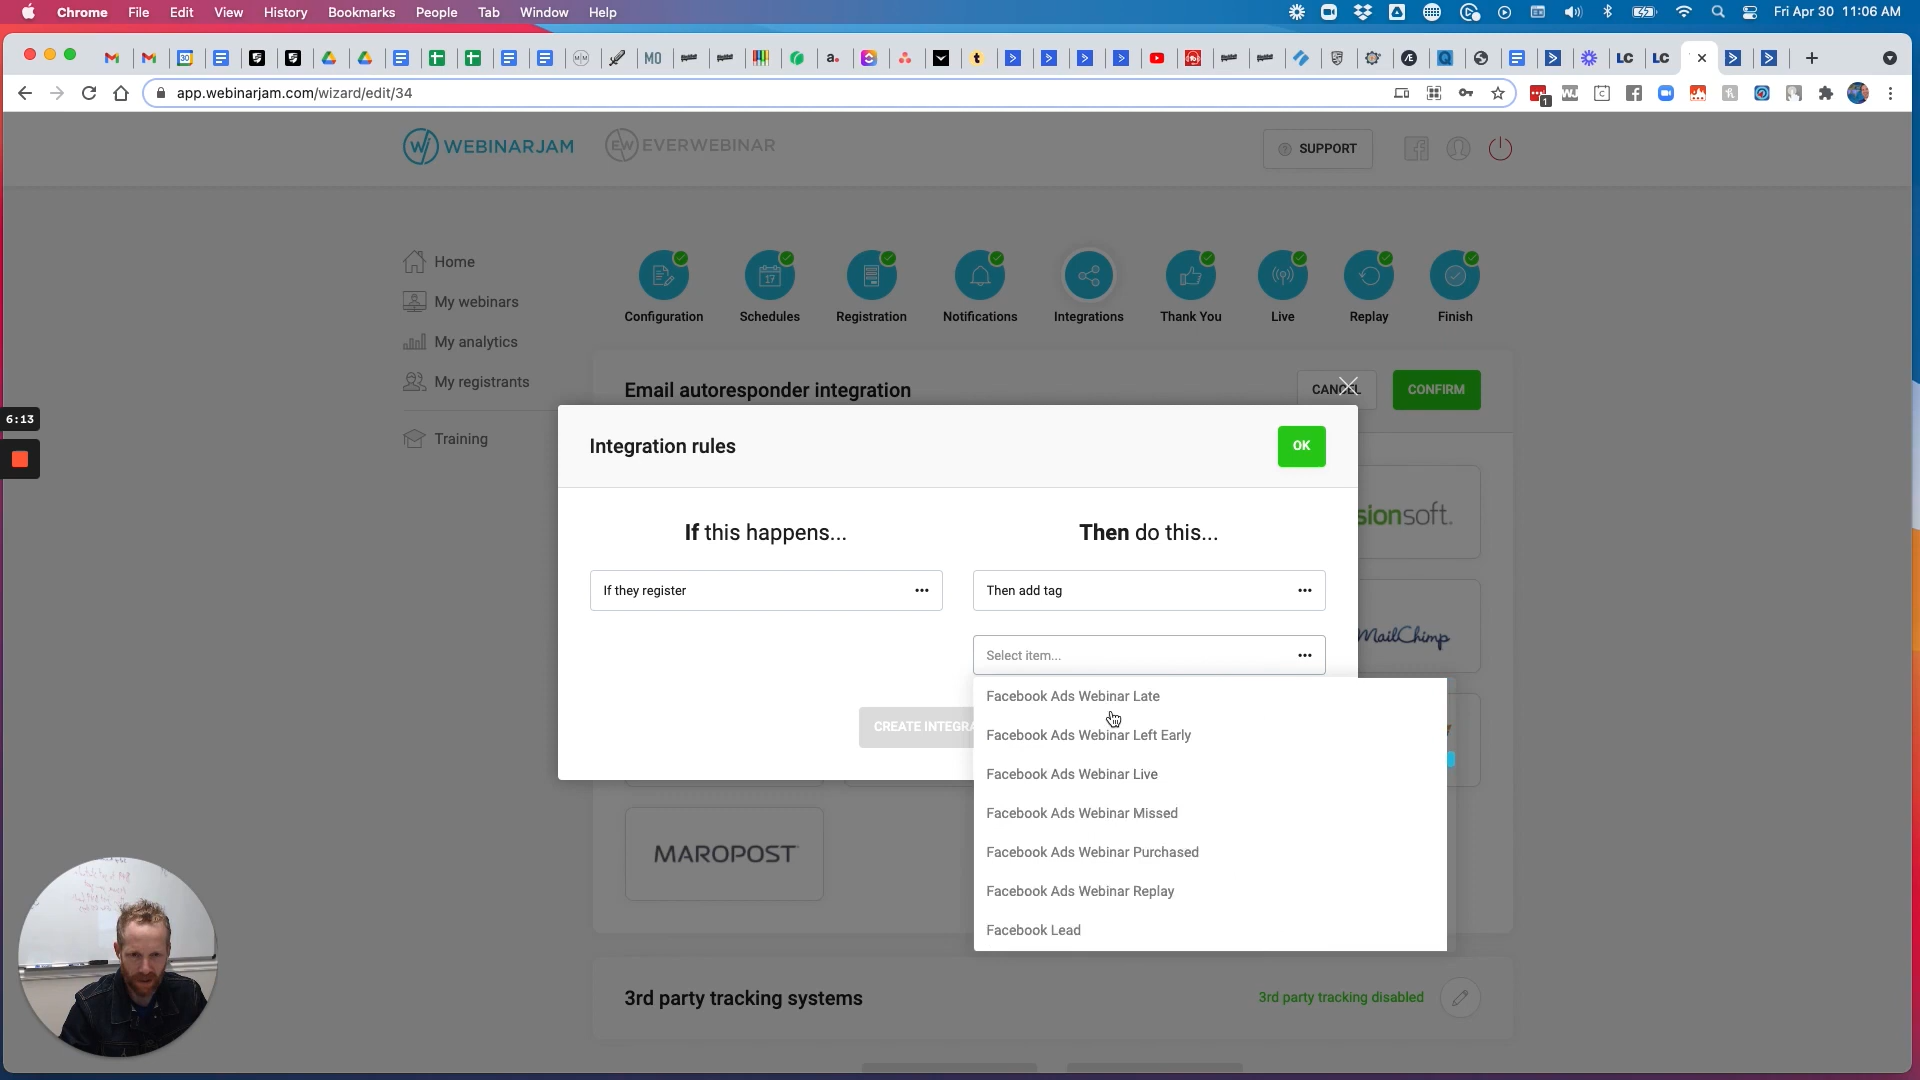 Chrome File Edit View History Bookmarks People Tab Window Help Fri Apr 30 11:06 AM
app.webinarjam.com/wizard/edit/34
WEBINARJAM EVERWEBINAR SUPPORT
Home
My webinars
My analytics
My registrants
Training
Configuration Schedules Registration Notifications Integrations Thank You Live Replay Finish
Email autoresponder integration CANCEL CONFIRM
6:13
Integration rules OK
If this happens... Then do this...
If they register Then add tag
Select item...
CREATE INTEGRA
Facebook Ads Webinar Late
Facebook Ads Webinar Left Early
Facebook Ads Webinar Live
Facebook Ads Webinar Missed
Facebook Ads Webinar Purchased
Facebook Ads Webinar Replay
Facebook Lead
sionsoft.
MailChimp
MAROPOST
3rd party tracking systems 3rd party tracking disabled